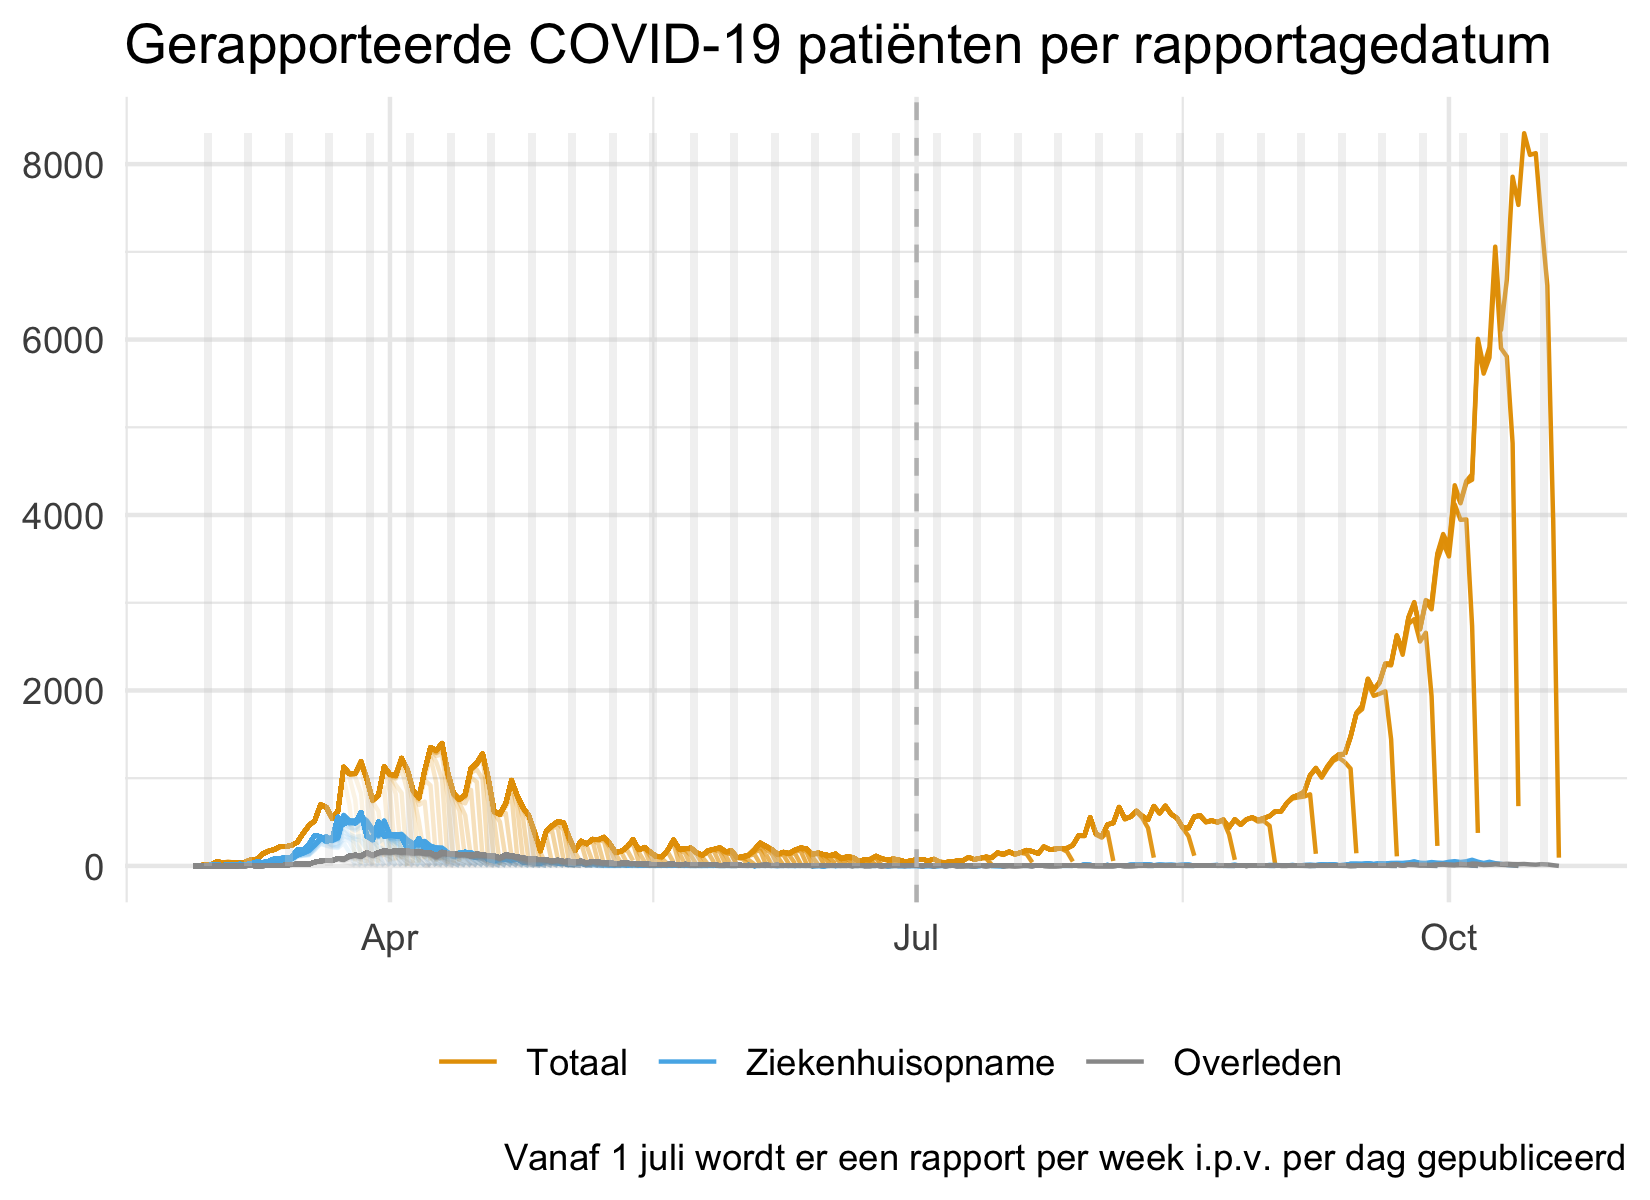 Gerapporteerde COVID-19 patiënten per rapportagedatum
8000
6000
4000
2000
0
Apr Jul Oct
Totaal Ziekenhuisopname Overleden
Vanaf 1 juli wordt er een rapport per week i.p.v. per dag gepubliceerd